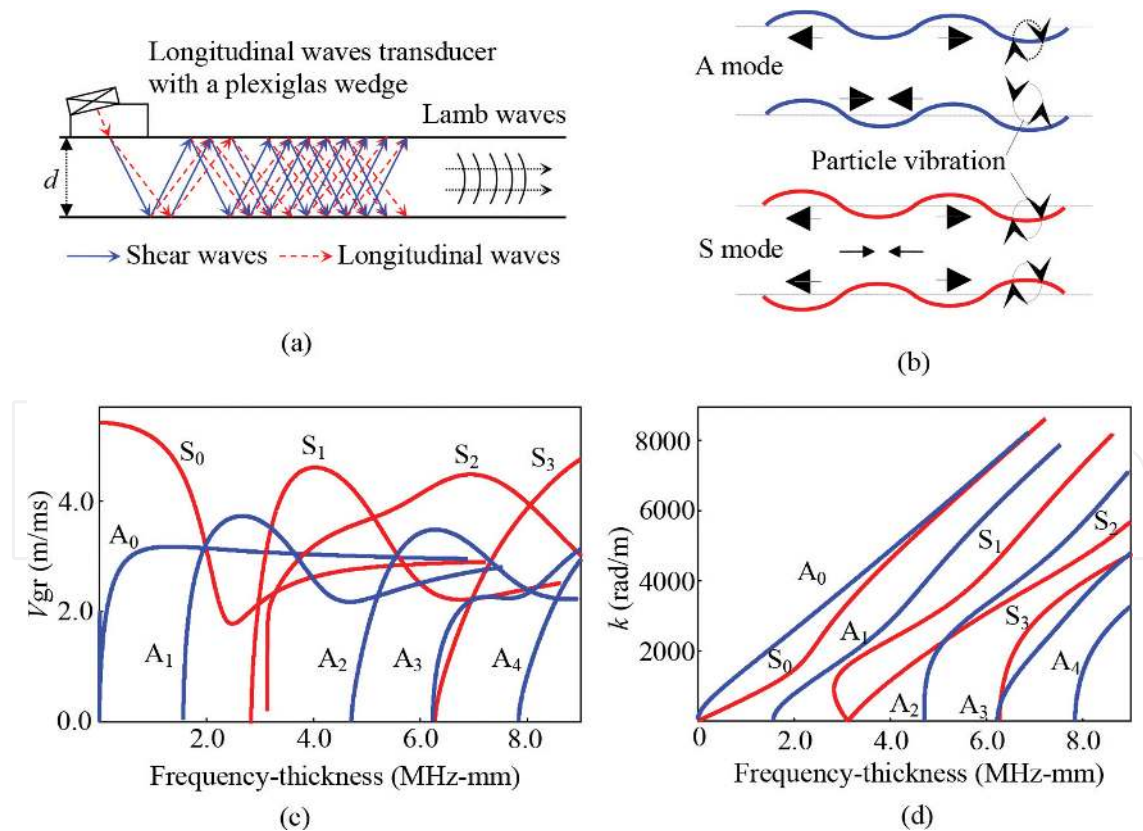 Longitudinal waves transducer
with a plexiglas wedge
Lamb waves
d
Shear waves
Longitudinal waves
(a)
A mode
Particle vibration
S mode
(b)
Vgr (m/ms)
4.0
2.0
0.0
S₀
S₁
S₂
S₃
A₀
A₁
A₂
A₃
A₄
2.0
4.0
6.0
8.0
Frequency-thickness (MHz-mm)
(c)
k (rad/m)
8000
6000
4000
2000
A₀
S₀
A₁
S₁
A₂
S₂
S₃
A₃
A₄
0
2.0
4.0
6.0
8.0
Frequency-thickness (MHz-mm)
(d)